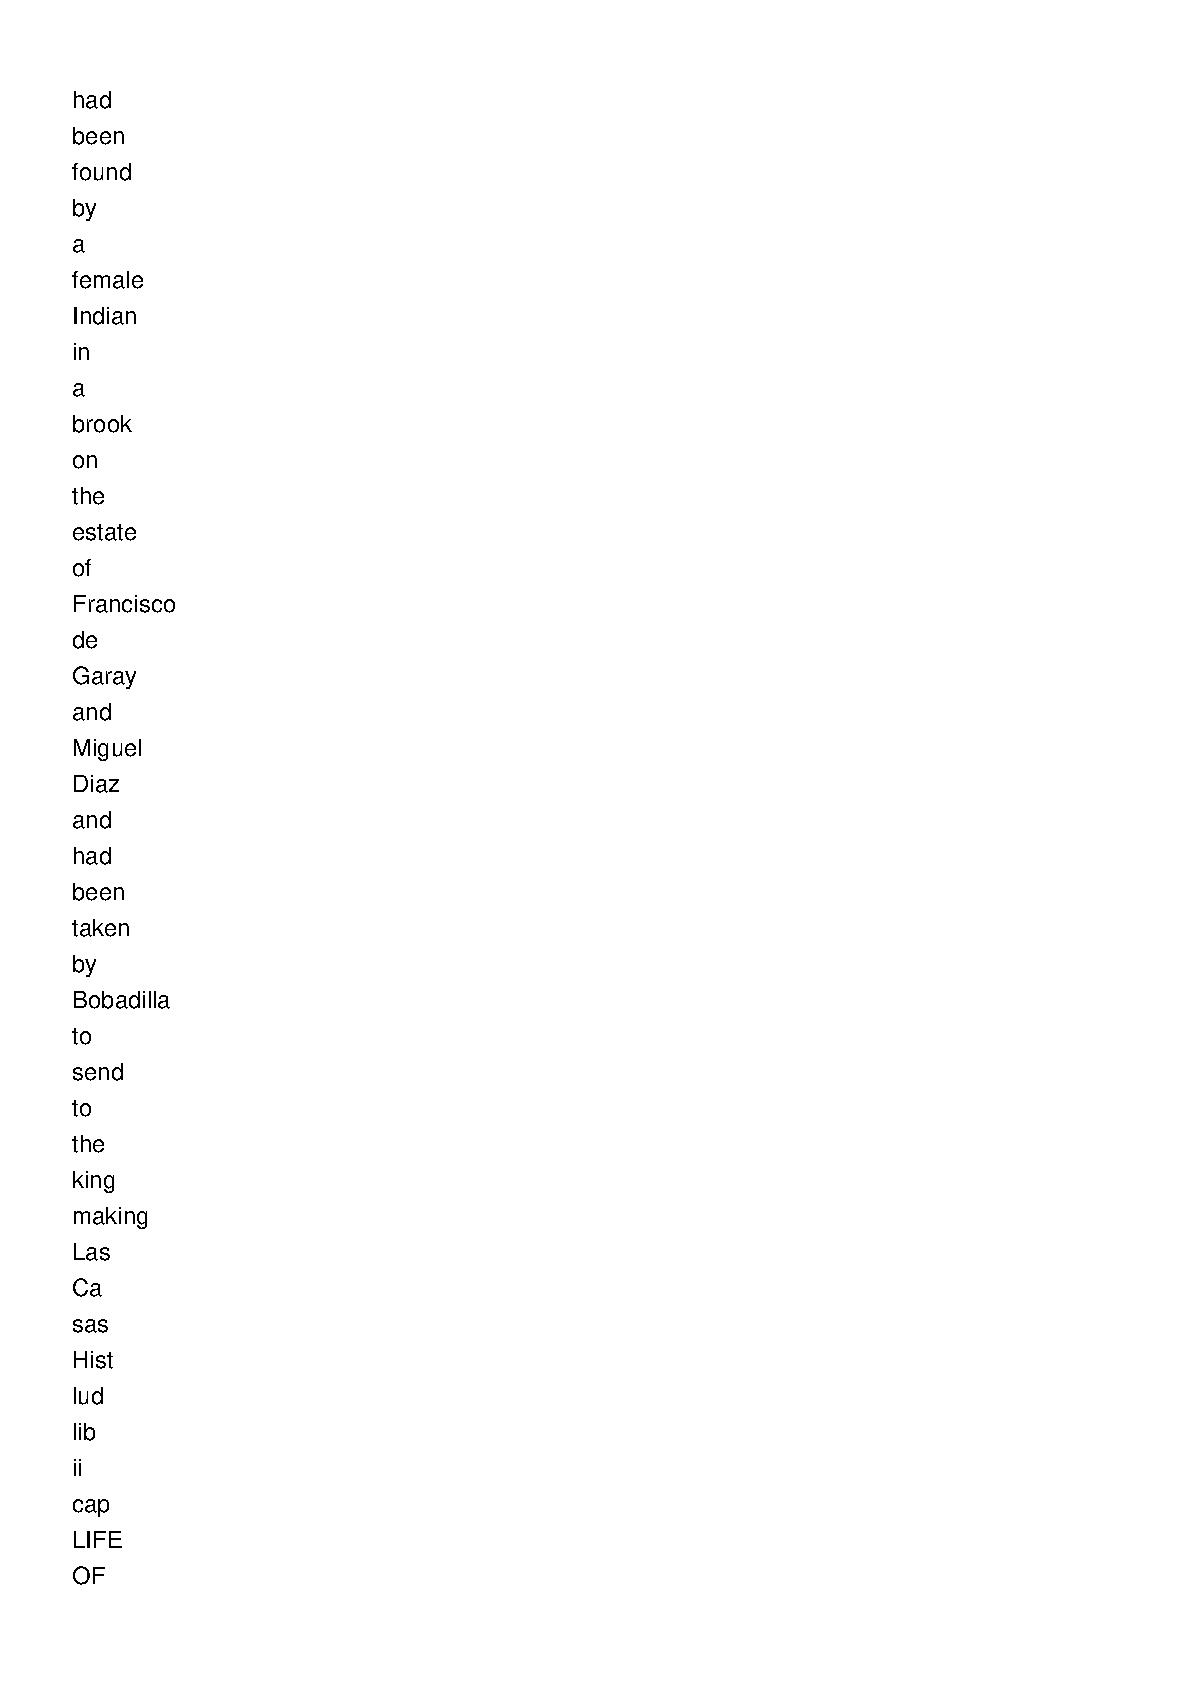 had
been
found
by
a
female
Indian
in
a
brook
on
the
estate
of
Francisco
de
Garay
and
Miguel
Diaz
and
had
been
taken
by
Bobadilla
to
send
to
the
king
making
Las
Ca
sas
Hist
lud
lib
ii
cap
LIFE
OF